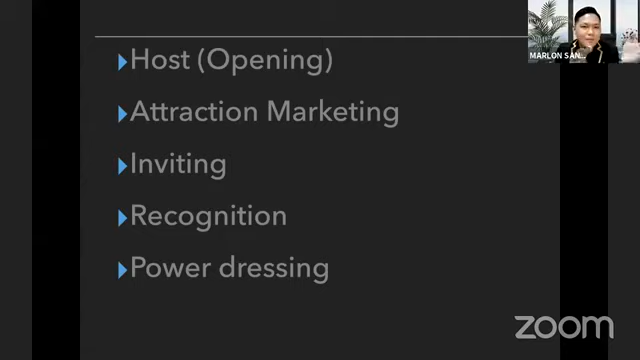 MARLON SAN...
Host (Opening)
Attraction Marketing
Inviting
Recognition
Power dressing
zoom